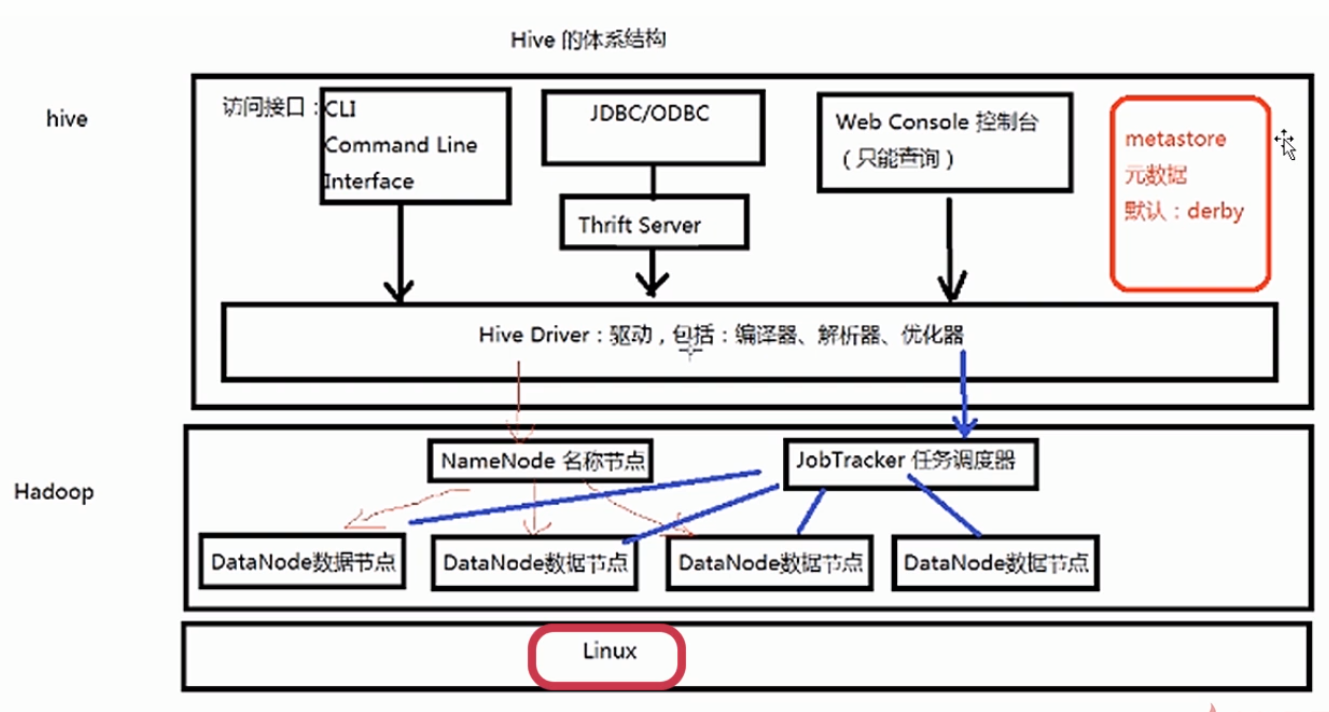 Hive 的体系结构
hive
访问接口：CLI
Command Line
Interface
JDBC/ODBC
Thrift Server
Web Console 控制台
（只能查询）
metastore
元数据
默认：derby
Hive Driver：驱动，包括：编译器、解析器、优化器
Hadoop
NameNode 名称节点
JobTracker 任务调度器
DataNode数据节点
DataNode数据节点
DataNode数据节点
DataNode数据节点
Linux